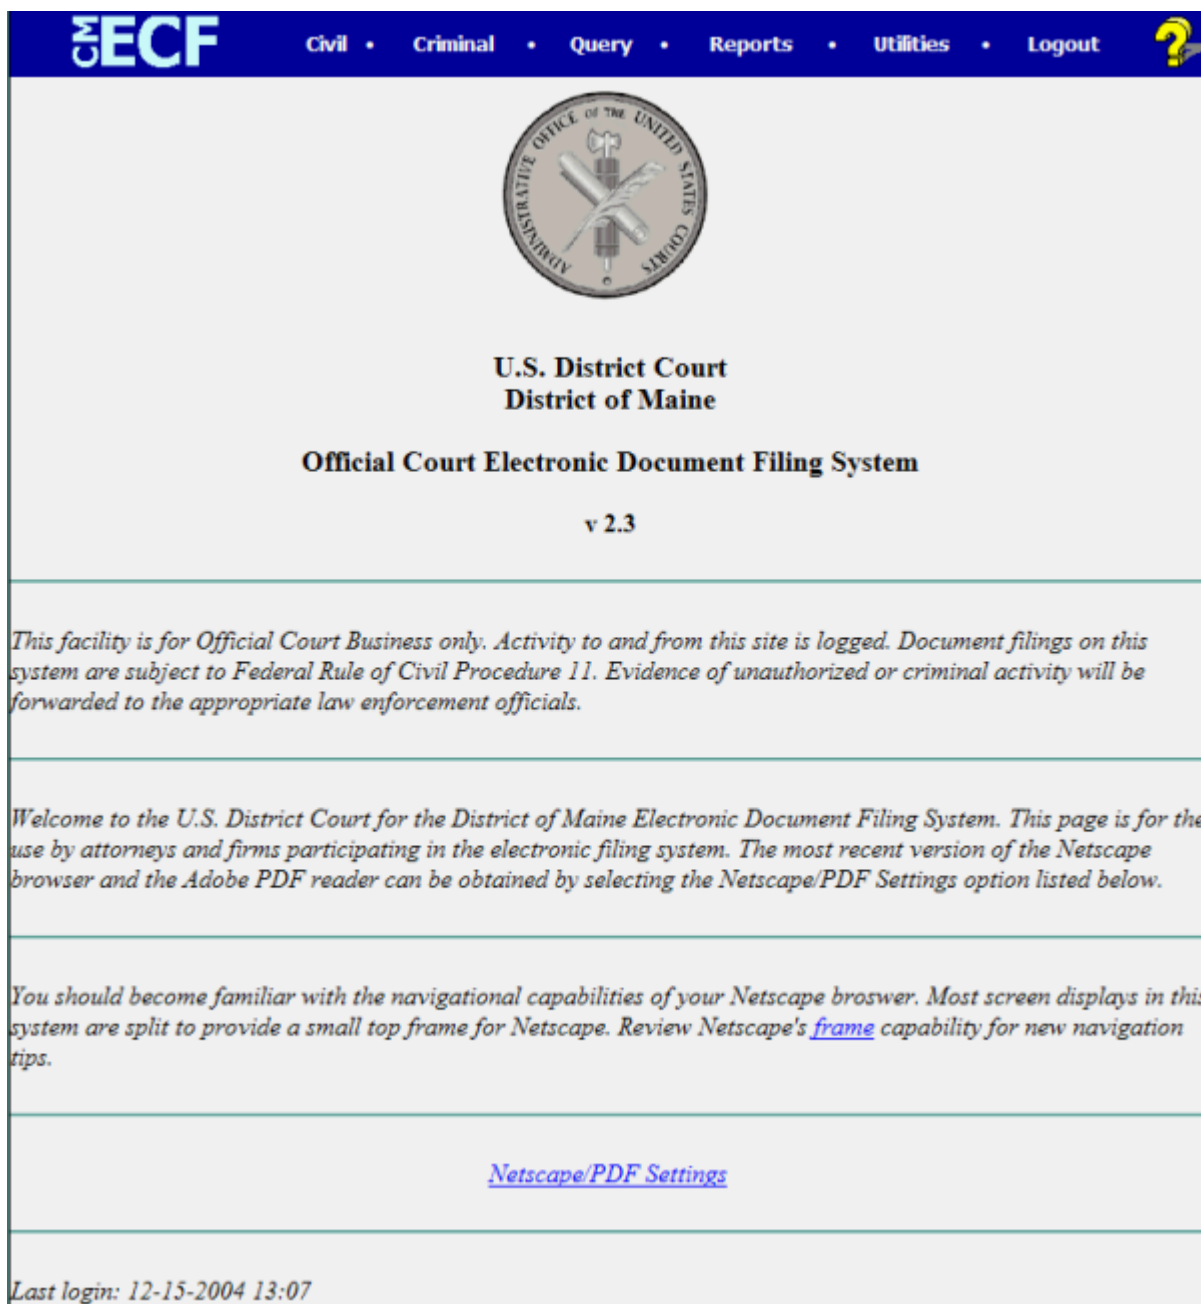 CM ECF Civil • Criminal • Query • Reports • Utilities • Logout ?
ADMINISTRATIVE OFFICE OF THE UNITED STATES COURTS
U.S. District Court
District of Maine
Official Court Electronic Document Filing System
v 2.3
This facility is for Official Court Business only. Activity to and from this site is logged. Document filings on this
system are subject to Federal Rule of Civil Procedure 11. Evidence of unauthorized or criminal activity will be
forwarded to the appropriate law enforcement officials.
Welcome to the U.S. District Court for the District of Maine Electronic Document Filing System. This page is for the
use by attorneys and firms participating in the electronic filing system. The most recent version of the Netscape
browser and the Adobe PDF reader can be obtained by selecting the Netscape/PDF Settings option listed below.
You should become familiar with the navigational capabilities of your Netscape broswer. Most screen displays in this
system are split to provide a small top frame for Netscape. Review Netscape's frame capability for new navigation
tips.
Netscape/PDF Settings
Last login: 12-15-2004 13:07